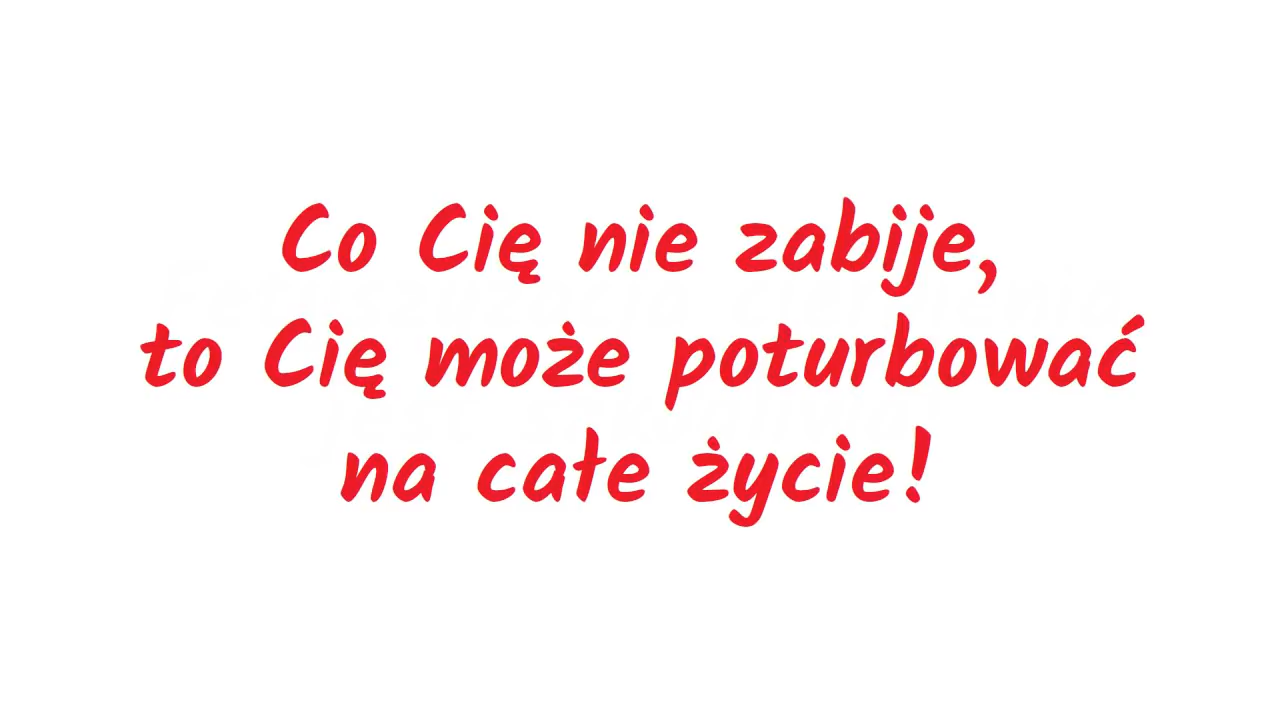 Co Cię nie zabije,
to Cię może poturbować
na całe życie!